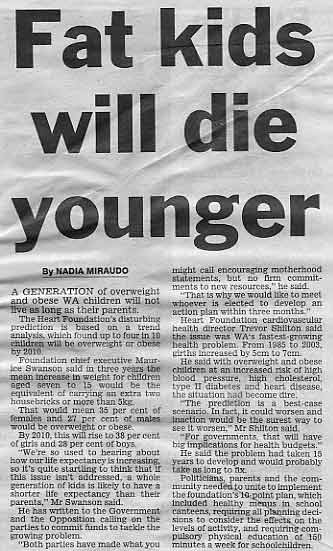 Fat kids
will die
younger
By NADIA MIRAUDO
A GENERATION of overweight
and obese WA children will not
live as long as their parents.
The Heart Foundation's disturbing
prediction is based on a trend
analysis, which found up to four in 10
children will be overweight or obese
by 2010.
Foundation chief executive Maur-
ice Swanson said in three years the
mean increase in weight for children
aged seven to 15 would be the
equivalent of carrying an extra two
housebricks or more than 5kg.
That would mean 35 per cent of
females and 27 per cent of males
would be overweight or obese.
By 2010, this will rise to 38 per cent
of girls and 28 per cent of boys.
"We're so used to hearing about
how our life expectancy is increasing,
so it's quite startling to think that if
this issue isn't addressed, a whole
generation of kids is likely to have a
shorter life expectancy than their
parents," Mr Swanson said.
He has written to the Government
and the Opposition calling on the
parties to commit funds to tackle the
growing problem.
"Both parties have made what you
might call encouraging motherhood
statements, but no firm commit-
ments to new resources," he said.
"That is why we would like to meet
whoever is elected to develop an
action plan within three months."
Heart Foundation cardiovascular
health director Trevor Shilton said
the issue was WA's fastest-growing
health problem. From 1985 to 2003,
girths increased by 5cm to 7cm.
He said with overweight and obese
children at an increased risk of high
blood pressure, high cholesterol,
type II diabetes and heart disease,
the situation had become dire.
"The prediction is a best-case
scenario. In fact, it could worsen and
inaction would be the surest way to
see it worsen," Mr Shilton said.
"For governments, that will have
big implications for health budgets."
He said the problem had taken 15
years to develop and would probably
take as long to fix.
Politicians, parents and the com-
munity needed to unite to implement
the foundation's 10-point plan, which
included healthy menus in school
canteens, requiring all planning deci-
sions to consider the effects on the
levels of activity, and requiring com-
pulsory physical education of 150
minutes a week for schoolchildren.